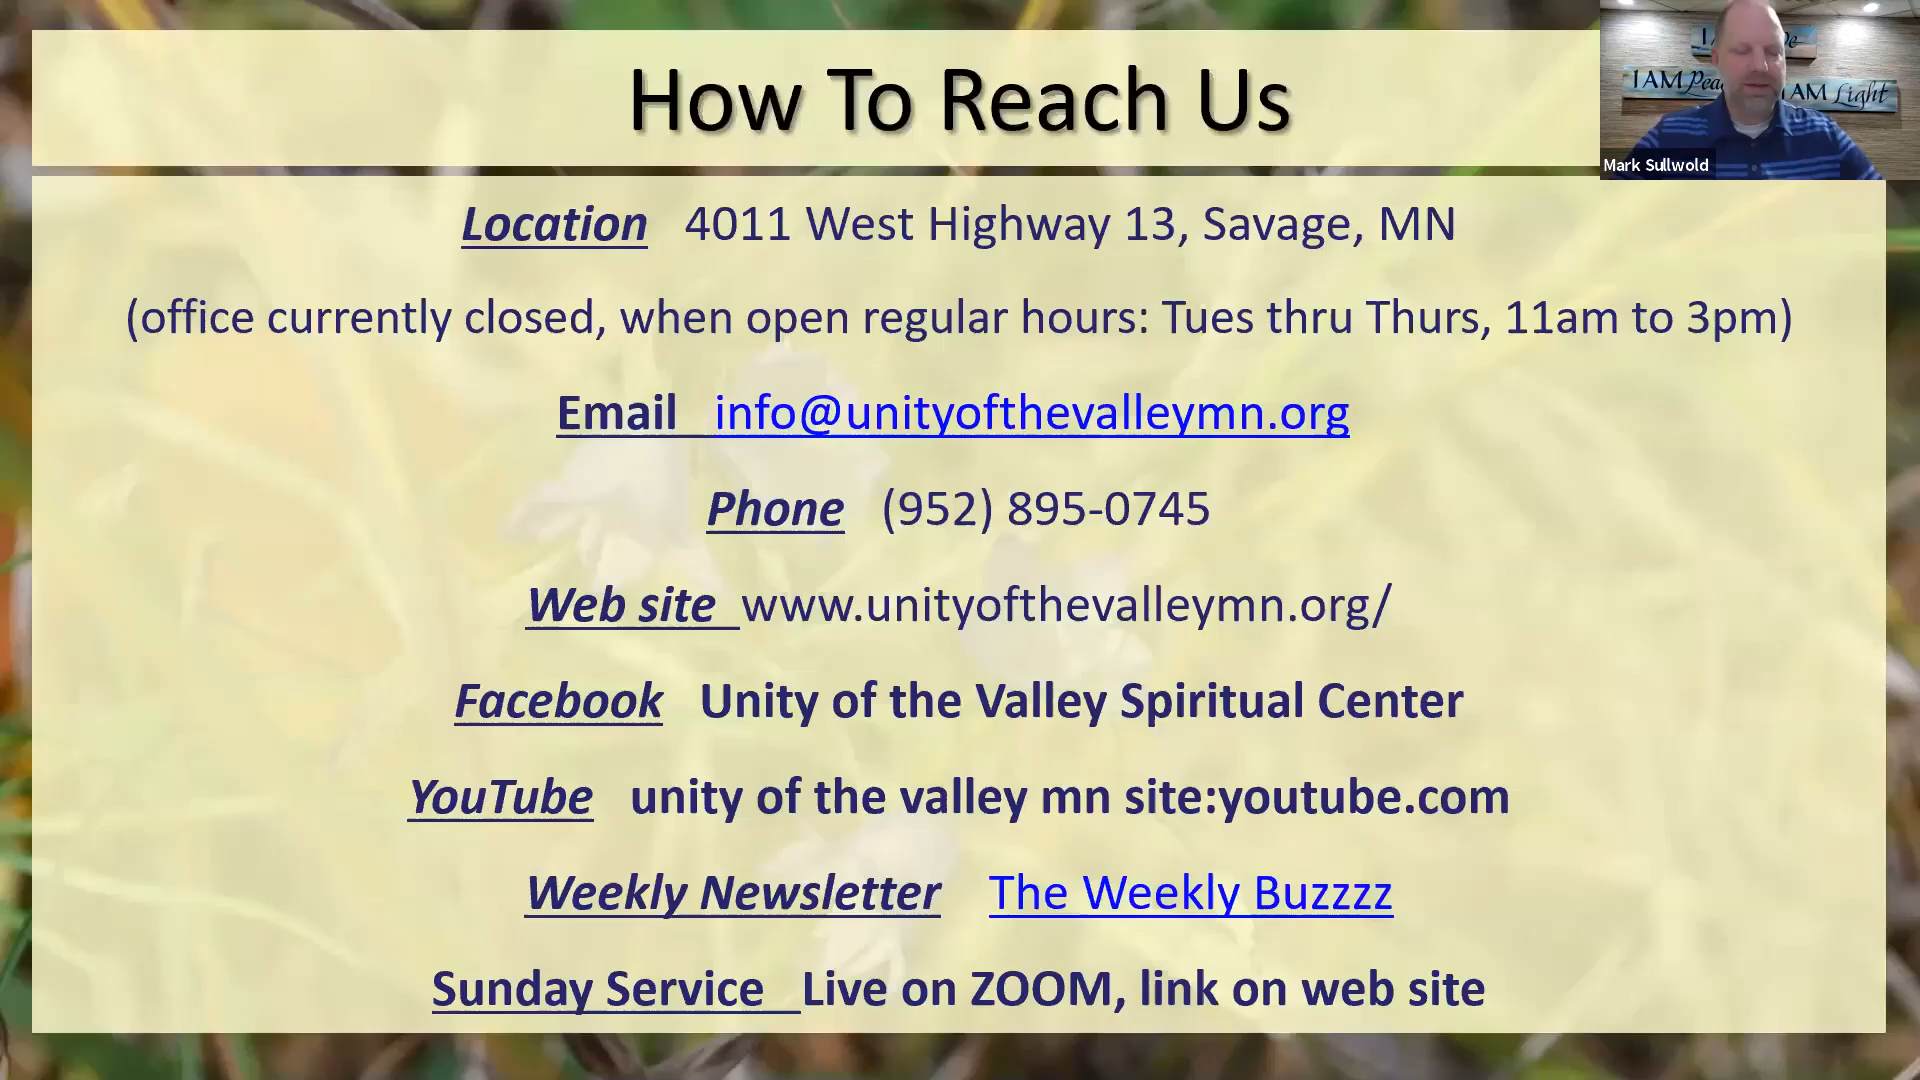 How To Reach Us
I AM Peac
I AM Light
Mark Sullwold
Location 4011 West Highway 13, Savage, MN
(office currently closed, when open regular hours: Tues thru Thurs, 11am to 3pm)
Email info@unityofthevalleymn.org
Phone (952) 895-0745
Web site www.unityofthevalleymn.org/
Facebook Unity of the Valley Spiritual Center
YouTube unity of the valley mn site:youtube.com
Weekly Newsletter The Weekly Buzzzz
Sunday Service Live on ZOOM, link on web site